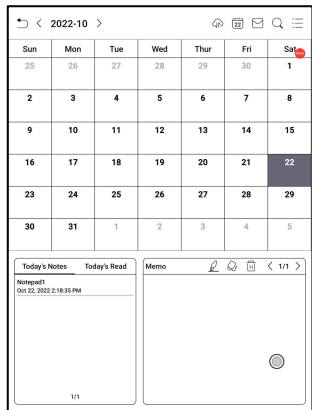 2022-10
22
Sun Mon Tue Wed Thur Fri Sat
25 26 27 28 29 30 1
2 3 4 5 6 7 8
9 10 11 12 13 14 15
16 17 18 19 20 21 22
23 24 25 26 27 28 29
30 31 1 2 3 4 5
Today's Notes Today's Read
Notepad1
Oct 22, 2022 2:18:35 PM
1/1
Memo < 1/1 >